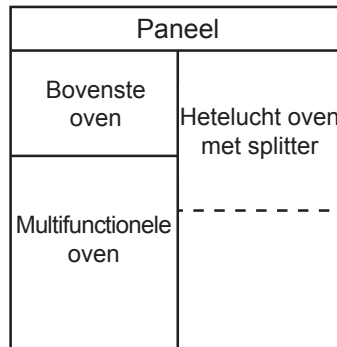 Paneel
Bovenste
oven
Hetelucht oven
met splitter
Multifunctionele
oven